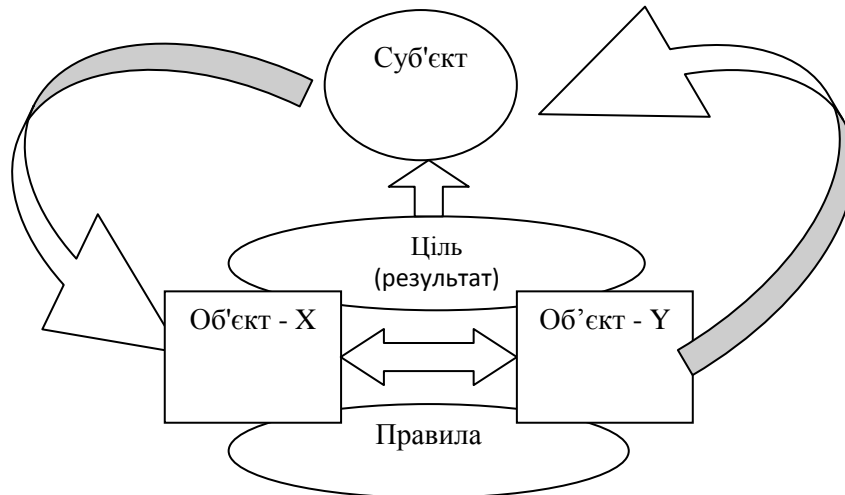 Суб'єкт
Ціль
(результат)
Об'єкт - X
Об’єкт - Y
Правила